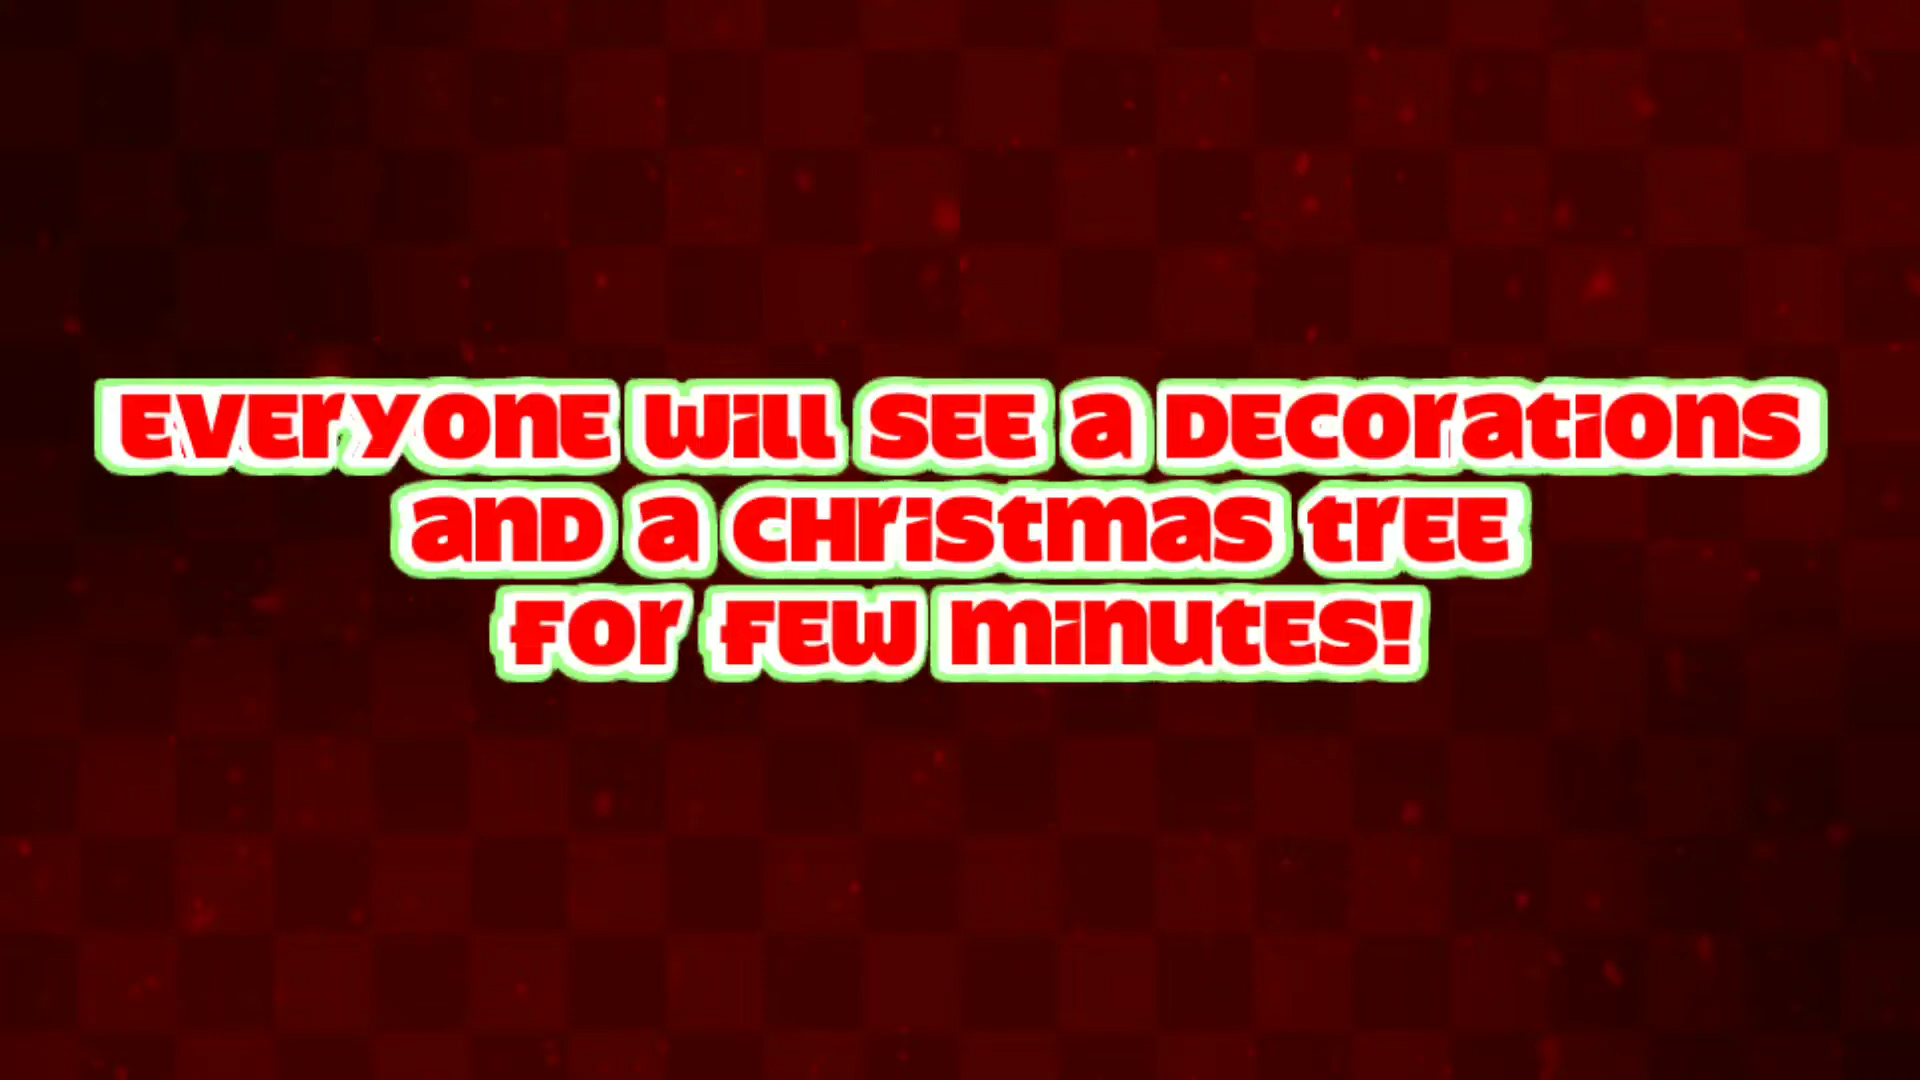 Everyone will see a decorations
and a Christmas tree
for few minutes!